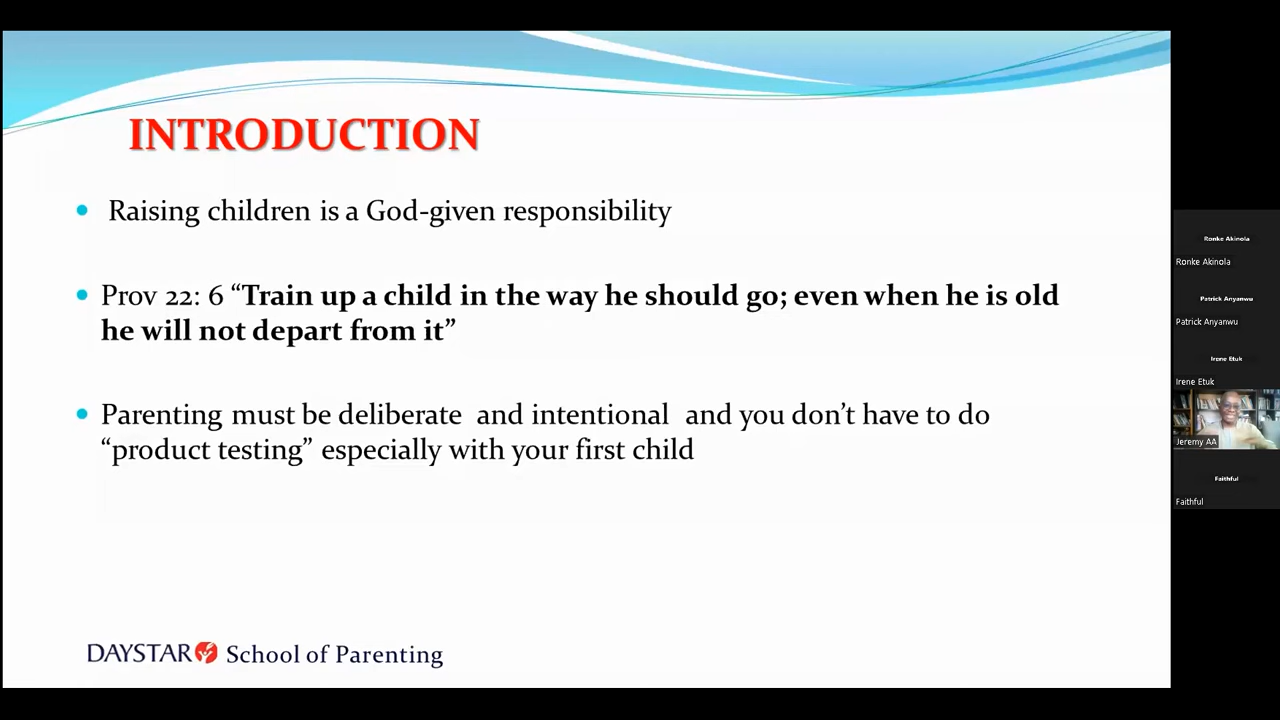 INTRODUCTION
Raising children is a God-given responsibility
Prov 22: 6 “Train up a child in the way he should go; even when he is old
he will not depart from it”
Parenting must be deliberate and intentional and you don’t have to do
“product testing” especially with your first child
DAYSTAR School of Parenting
Ronke Akinola
Ronke Akinola
Patrick Anyanwu
Patrick Anyanwu
Irene Etuk
Irene Etuk
Jeremy AA
Faithful
Faithful